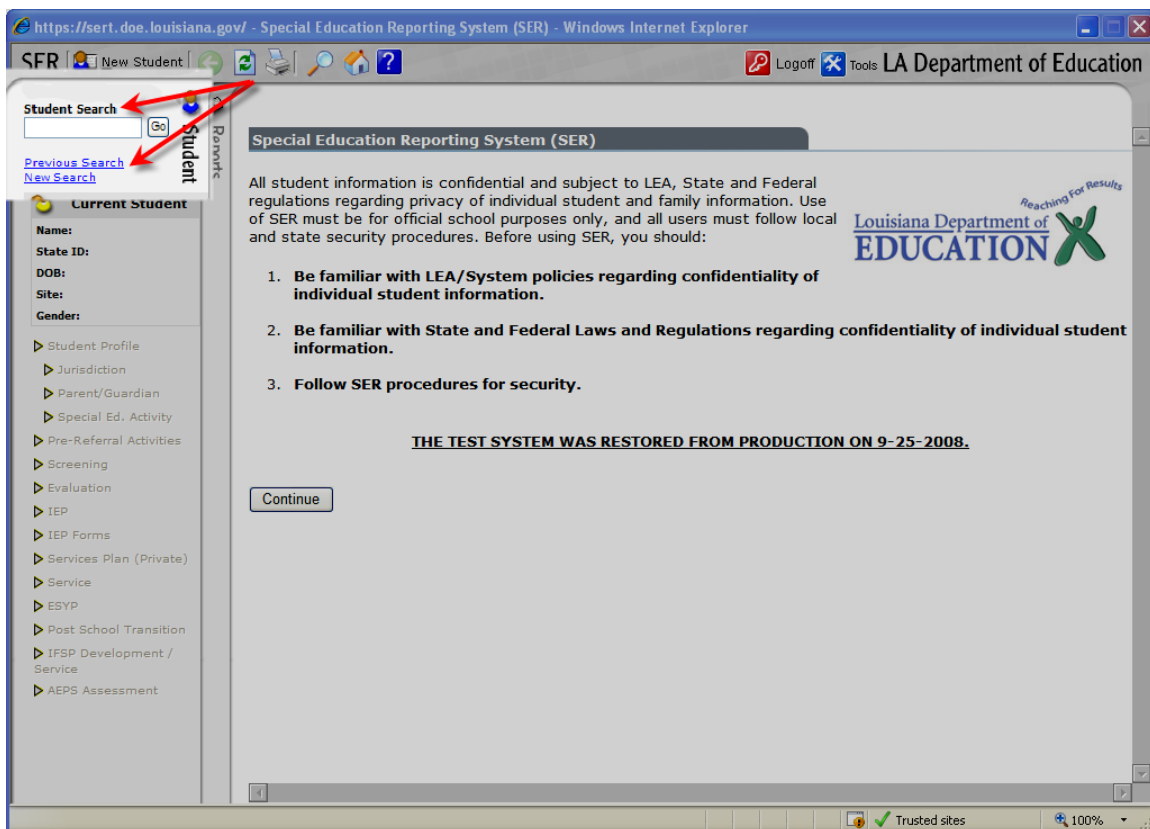 https://sert.doe.louisiana.gov/ - Special Education Reporting System (SER) - Windows Internet Explorer
SER New Student Logoff Tools LA Department of Education
Student Search
Go
Previous Search
New Search
Student
Reports
Current Student
Name:
State ID:
DOB:
Site:
Gender:
Student Profile
Jurisdiction
Parent/Guardian
Special Ed. Activity
Pre-Referral Activities
Screening
Evaluation
IEP
IEP Forms
Services Plan (Private)
Service
ESYP
Post School Transition
IFSP Development /
Service
AEPS Assessment
Special Education Reporting System (SER)
All student information is confidential and subject to LEA, State and Federal
regulations regarding privacy of individual student and family information. Use
of SER must be for official school purposes only, and all users must follow local
and state security procedures. Before using SER, you should:
Reaching For Results
Louisiana Department of
EDUCATION
1. Be familiar with LEA/System policies regarding confidentiality of
individual student information.
2. Be familiar with State and Federal Laws and Regulations regarding confidentiality of individual student
information.
3. Follow SER procedures for security.
THE TEST SYSTEM WAS RESTORED FROM PRODUCTION ON 9-25-2008.
Continue
Trusted sites 100%